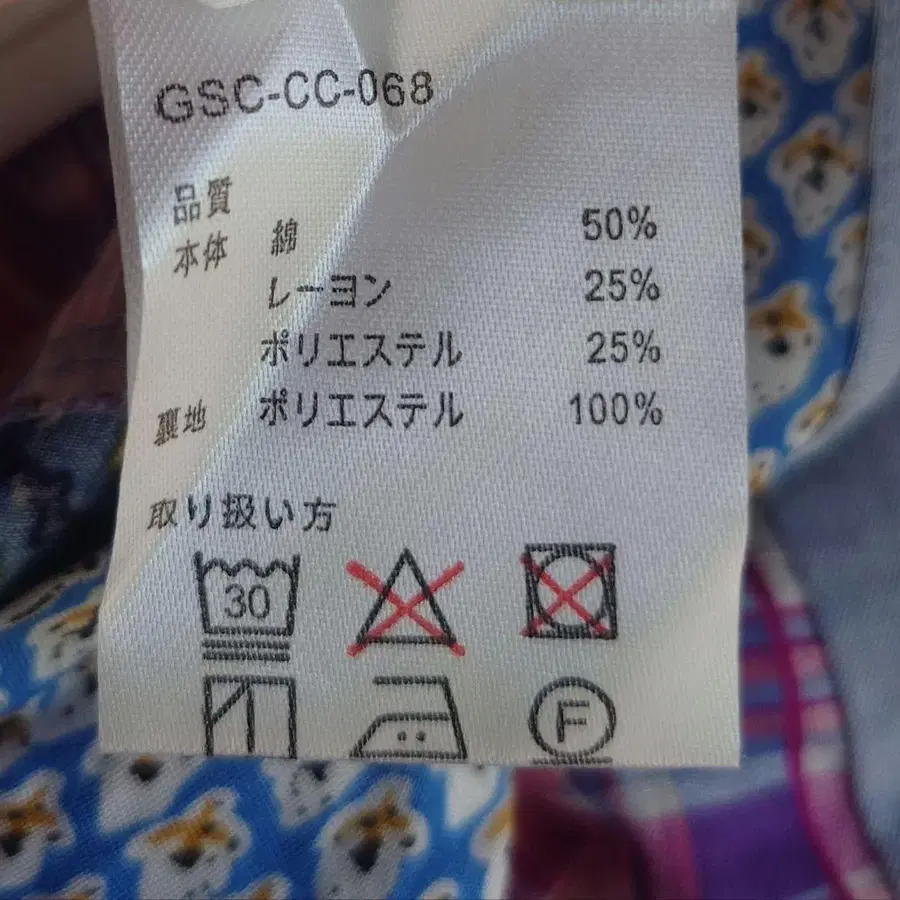 GSC-CC-068
品質
本体 綿 50%
レーヨン 25%
ポリエステル 25%
裏地 ポリエステル 100%
取り扱い方
30
F